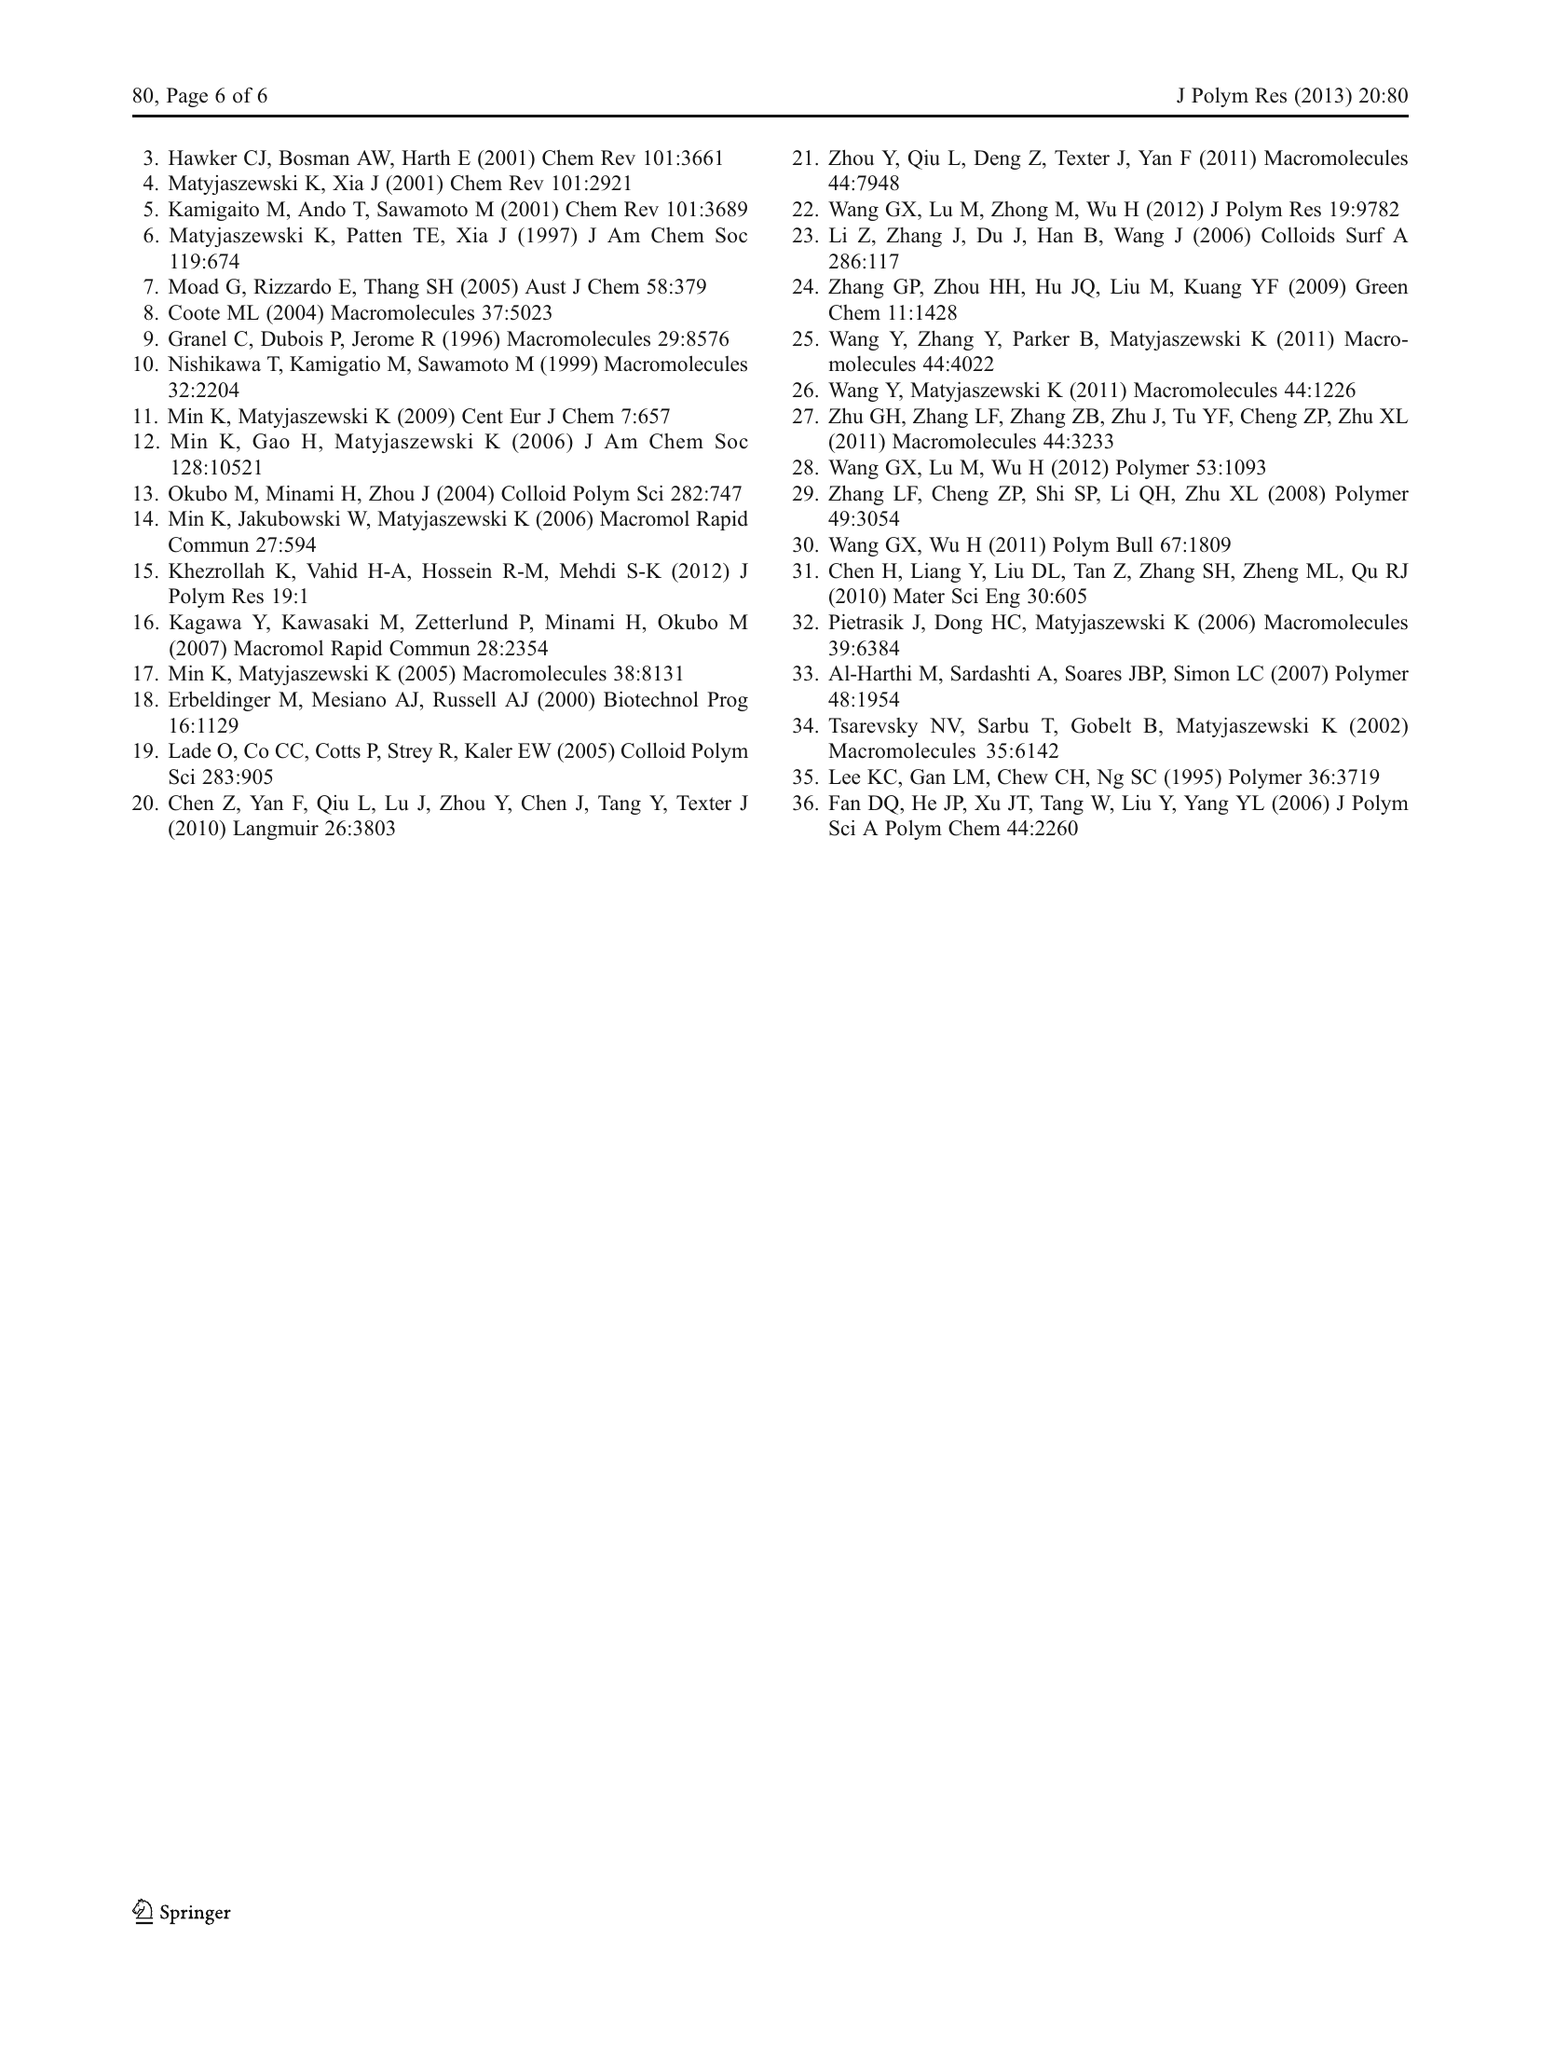 80, Page 6 of 6
J Polym Res (2013) 20:80
3. Hawker CJ, Bosman AW, Harth E (2001) Chem Rev 101:3661
4. Matyjaszewski K, Xia J (2001) Chem Rev 101:2921
5. Kamigaito M, Ando T, Sawamoto M (2001) Chem Rev 101:3689
6. Matyjaszewski K, Patten TE, Xia J (1997) J Am Chem Soc
119:674
7. Moad G, Rizzardo E, Thang SH (2005) Aust J Chem 58:379
8. Coote ML (2004) Macromolecules 37:5023
9. Granel C, Dubois P, Jerome R (1996) Macromolecules 29:8576
10. Nishikawa T, Kamigatio M, Sawamoto M (1999) Macromolecules
32:2204
11. Min K, Matyjaszewski K (2009) Cent Eur J Chem 7:657
12. Min K, Gao H, Matyjaszewski K (2006) J Am Chem Soc
128:10521
13. Okubo M, Minami H, Zhou J (2004) Colloid Polym Sci 282:747
14. Min K, Jakubowski W, Matyjaszewski K (2006) Macromol Rapid
Commun 27:594
15. Khezrollah K, Vahid H-A, Hossein R-M, Mehdi S-K (2012) J
Polym Res 19:1
16. Kagawa Y, Kawasaki M, Zetterlund P, Minami H, Okubo M
(2007) Macromol Rapid Commun 28:2354
17. Min K, Matyjaszewski K (2005) Macromolecules 38:8131
18. Erbeldinger M, Mesiano AJ, Russell AJ (2000) Biotechnol Prog
16:1129
19. Lade O, Co CC, Cotts P, Strey R, Kaler EW (2005) Colloid Polym
Sci 283:905
20. Chen Z, Yan F, Qiu L, Lu J, Zhou Y, Chen J, Tang Y, Texter J
(2010) Langmuir 26:3803
21. Zhou Y, Qiu L, Deng Z, Texter J, Yan F (2011) Macromolecules
44:7948
22. Wang GX, Lu M, Zhong M, Wu H (2012) J Polym Res 19:9782
23. Li Z, Zhang J, Du J, Han B, Wang J (2006) Colloids Surf A
286:117
24. Zhang GP, Zhou HH, Hu JQ, Liu M, Kuang YF (2009) Green
Chem 11:1428
25. Wang Y, Zhang Y, Parker B, Matyjaszewski K (2011) Macro-
molecules 44:4022
26. Wang Y, Matyjaszewski K (2011) Macromolecules 44:1226
27. Zhu GH, Zhang LF, Zhang ZB, Zhu J, Tu YF, Cheng ZP, Zhu XL
(2011) Macromolecules 44:3233
28. Wang GX, Lu M, Wu H (2012) Polymer 53:1093
29. Zhang LF, Cheng ZP, Shi SP, Li QH, Zhu XL (2008) Polymer
49:3054
30. Wang GX, Wu H (2011) Polym Bull 67:1809
31. Chen H, Liang Y, Liu DL, Tan Z, Zhang SH, Zheng ML, Qu RJ
(2010) Mater Sci Eng 30:605
32. Pietrasik J, Dong HC, Matyjaszewski K (2006) Macromolecules
39:6384
33. Al-Harthi M, Sardashti A, Soares JBP, Simon LC (2007) Polymer
48:1954
34. Tsarevsky NV, Sarbu T, Gobelt B, Matyjaszewski K (2002)
Macromolecules 35:6142
35. Lee KC, Gan LM, Chew CH, Ng SC (1995) Polymer 36:3719
36. Fan DQ, He JP, Xu JT, Tang W, Liu Y, Yang YL (2006) J Polym
Sci A Polym Chem 44:2260
Springer